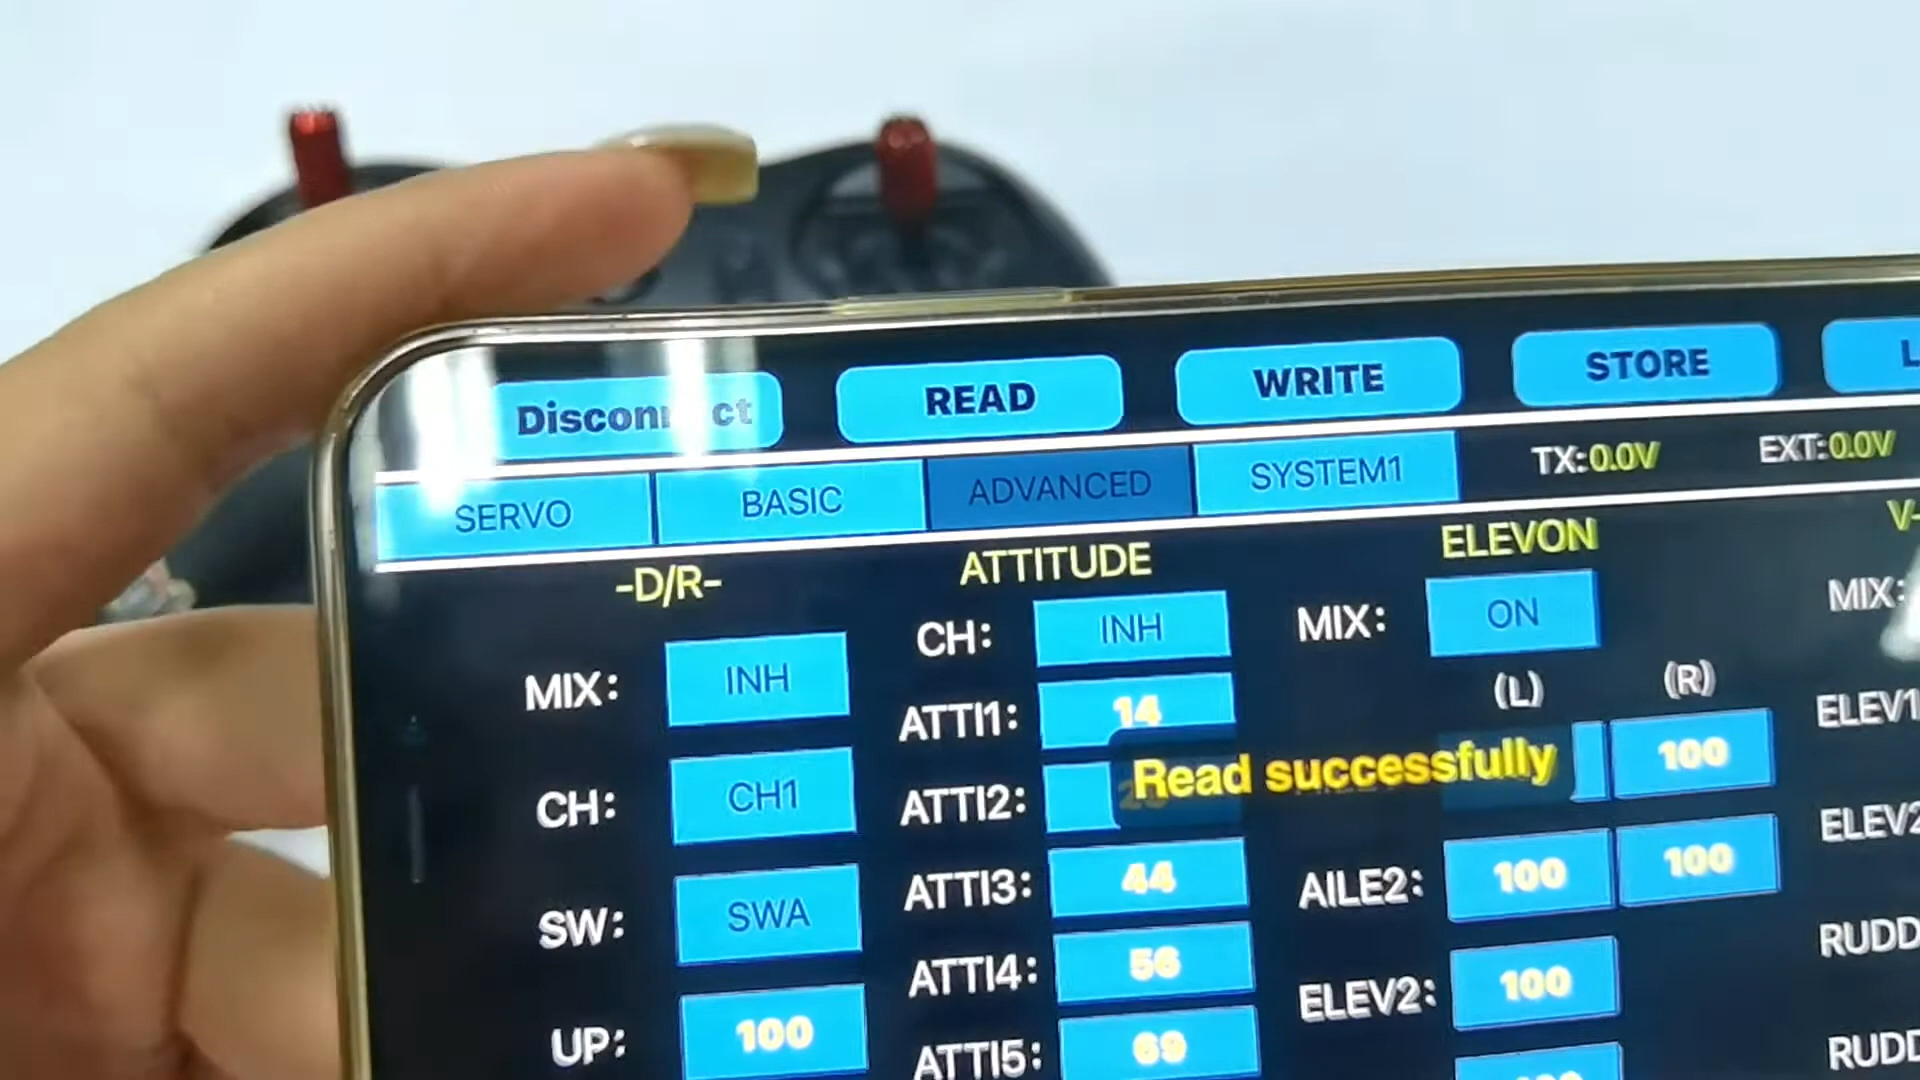 Disconnect READ WRITE STORE L
SERVO BASIC ADVANCED SYSTEM1 TX:0.0V EXT:0.0V
-D/R- ATTITUDE ELEVON V-
MIX: INH CH: INH MIX: ON MIX:
(L) (R)
CH: CH1 ATTI1: 14 ELEV1
ATTI2: Read successfully 100
SW: SWA ATTI3: 44 AILE2: 100 100 ELEV2
ATTI4: 56 ELEV2: 100 RUDD
UP: 100 ATTI5: 69 RUDD